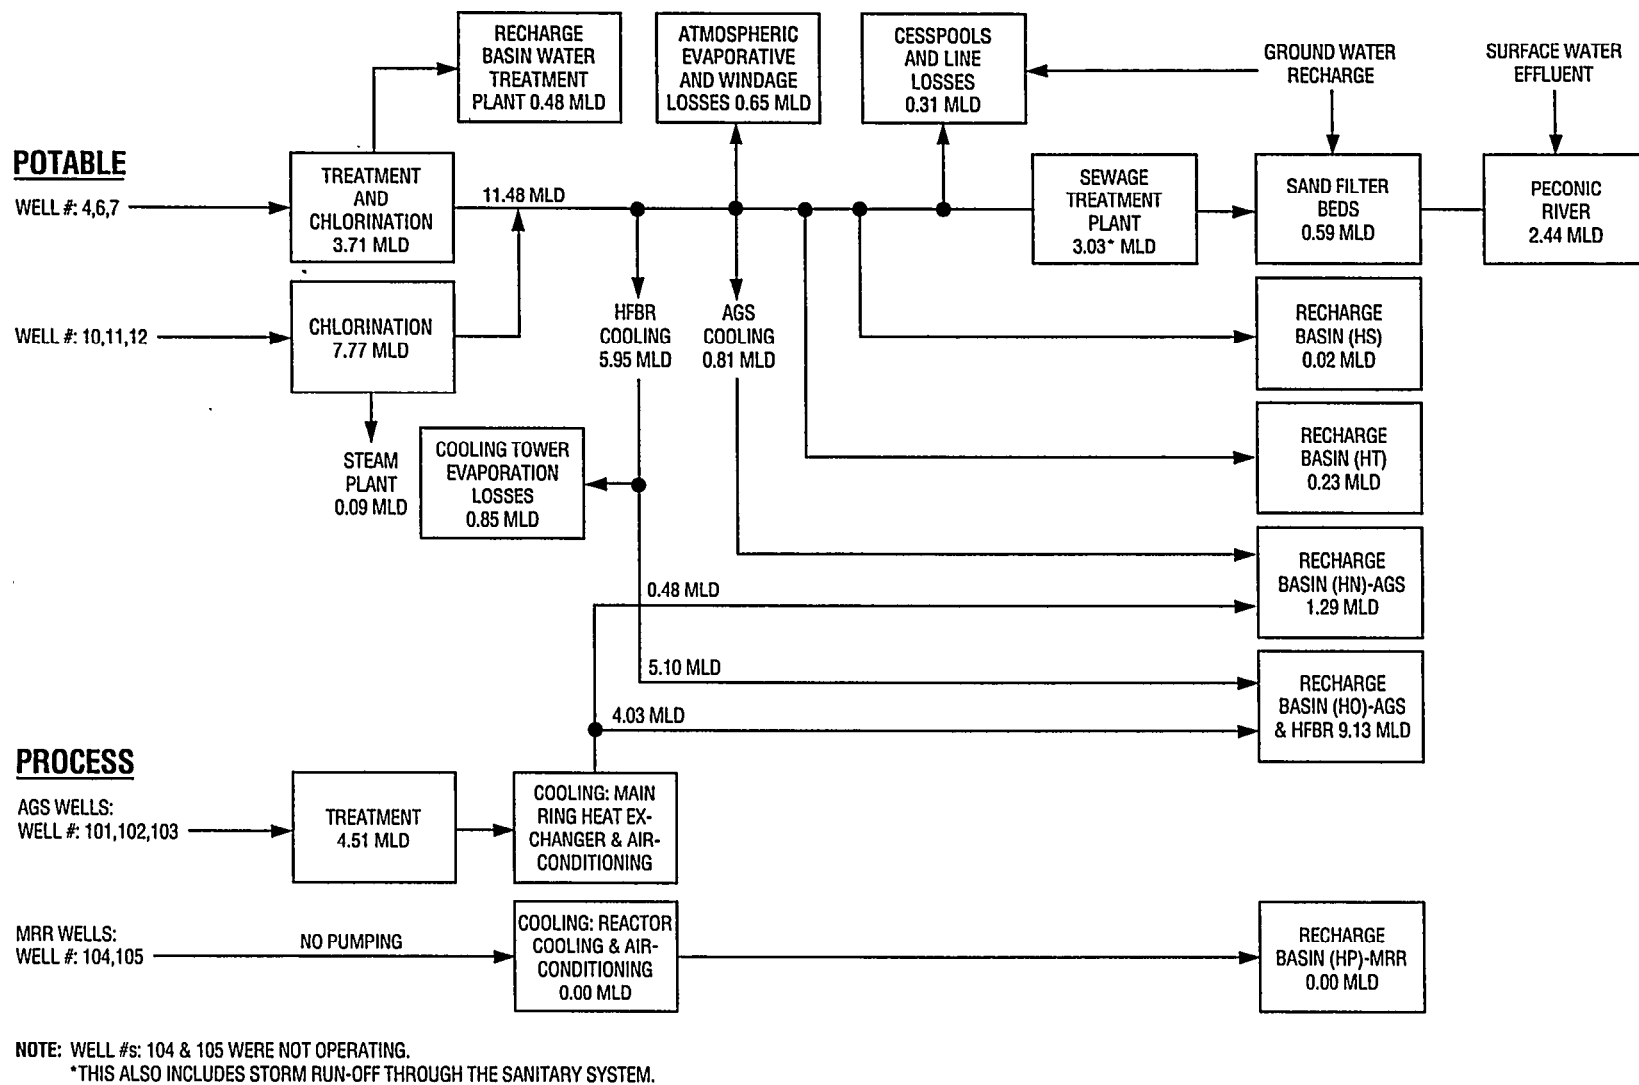 RECHARGE
BASIN WATER
TREATMENT
PLANT 0.48 MLD
ATMOSPHERIC
EVAPORATIVE
AND WINDAGE
LOSSES 0.65 MLD
CESSPOOLS
AND LINE
LOSSES
0.31 MLD
GROUND WATER
RECHARGE
SURFACE WATER
EFFLUENT
POTABLE
WELL #: 4,6,7
TREATMENT
AND
CHLORINATION
3.71 MLD
11.48 MLD
SEWAGE
TREATMENT
PLANT
3.03* MLD
SAND FILTER
BEDS
0.59 MLD
PECONIC
RIVER
2.44 MLD
WELL #: 10,11,12
CHLORINATION
7.77 MLD
HFBR
COOLING
5.95 MLD
AGS
COOLING
0.81 MLD
RECHARGE
BASIN (HS)
0.02 MLD
STEAM
PLANT
0.09 MLD
COOLING TOWER
EVAPORATION
LOSSES
0.85 MLD
RECHARGE
BASIN (HT)
0.23 MLD
RECHARGE
BASIN (HN)-AGS
1.29 MLD
0.48 MLD
5.10 MLD
4.03 MLD
RECHARGE
BASIN (HO)-AGS
& HFBR 9.13 MLD
PROCESS
AGS WELLS:
WELL #: 101,102,103
TREATMENT
4.51 MLD
COOLING: MAIN
RING HEAT EX-
CHANGER & AIR-
CONDITIONING
MRR WELLS:
WELL #: 104,105
NO PUMPING
COOLING: REACTOR
COOLING & AIR-
CONDITIONING
0.00 MLD
RECHARGE
BASIN (HP)-MRR
0.00 MLD
NOTE: WELL #s: 104 & 105 WERE NOT OPERATING.
*THIS ALSO INCLUDES STORM RUN-OFF THROUGH THE SANITARY SYSTEM.